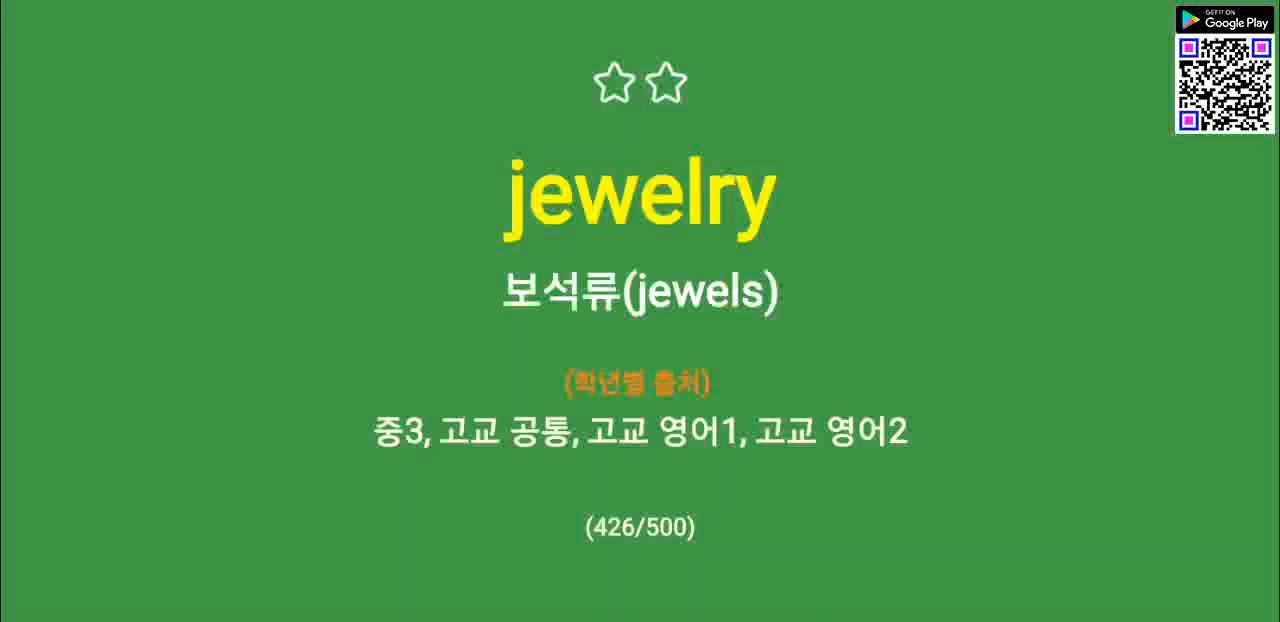 GET IT ON
Google Play
jewelry
보석류(jewels)
(학년별 출처)
중3, 고교 공통, 고교 영어1, 고교 영어2
(426/500)